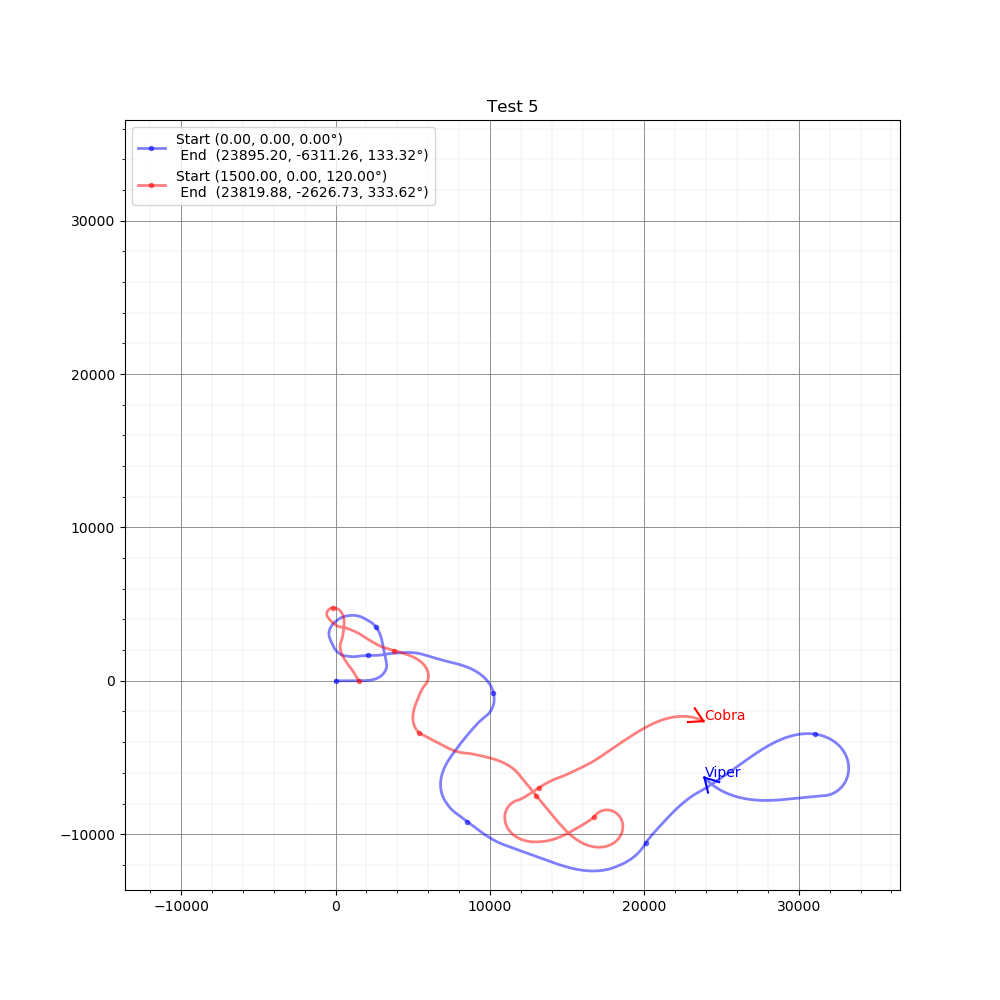 Test 5
Start (0.00, 0.00, 0.00°)
End  (23895.20, -6311.26, 133.32°)
Start (1500.00, 0.00, 120.00°)
End  (23819.88, -2626.73, 333.62°)
30000
20000
10000
0
−10000
Cobra
Viper
−10000
0
10000
20000
30000